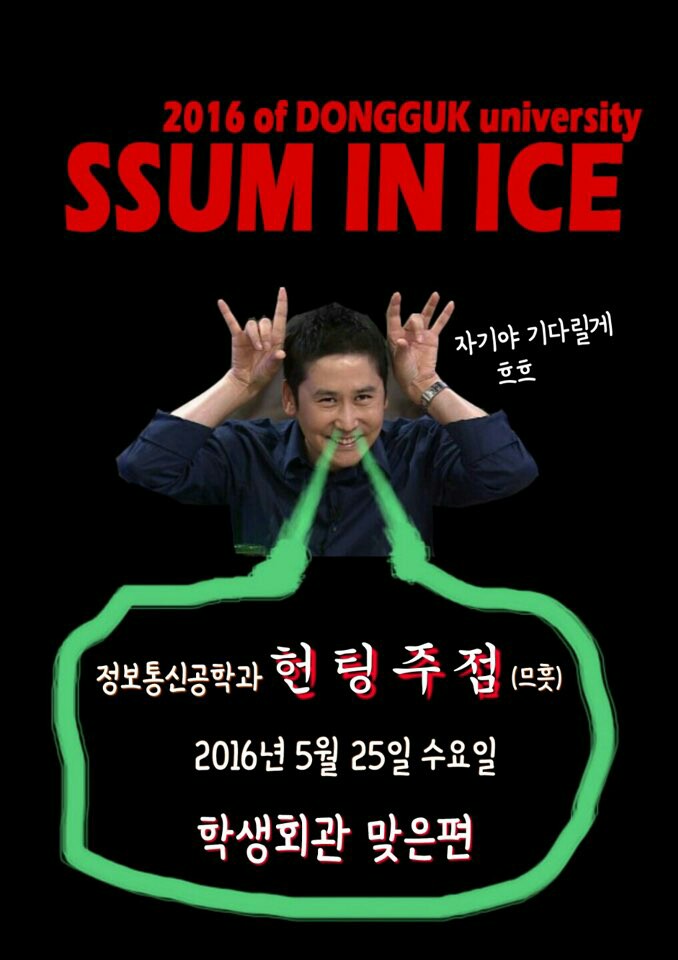 2016 of DONGGUK university
SSUM IN ICE
자기야 기다릴게
흐흐
정보통신공학과 헌팅주점 (므흣)
2016년 5월 25일 수요일
학생회관 맞은편